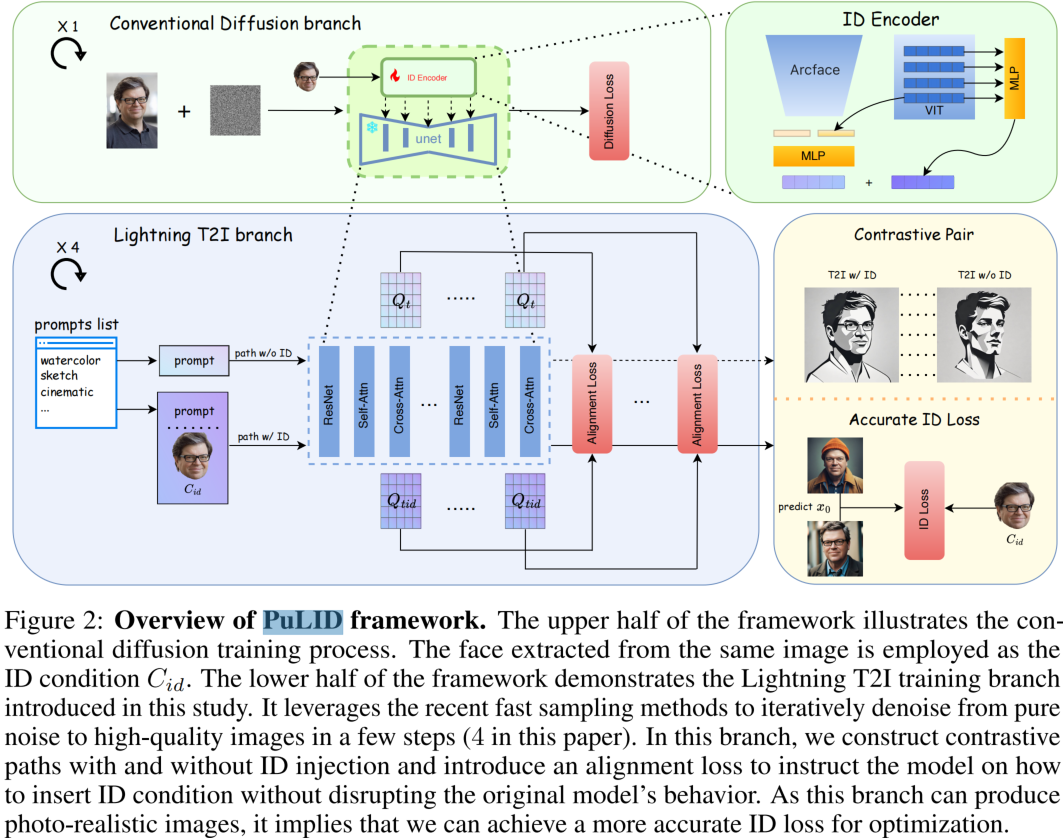 Conventional Diffusion branch
X 1
+
ID Encoder
unet
Diffusion Loss
ID Encoder
Arcface
VIT
MLP
MLP
+
Lightning T2I branch
X 4
prompts list
watercolor
sketch
cinematic
...
prompt
path w/o ID
prompt
.......
C_{id}
path w/ ID
Q_t
.....
Q_t
ResNet
Self-Attn
Cross-Attn
...
ResNet
Self-Attn
Cross-Attn
Q_{tid}
.....
Q_{tid}
Alignment Loss
...
Alignment Loss
Contrastive Pair
T2I w/ ID
T2I w/o ID
Accurate ID Loss
predict x_0
ID Loss
C_{id}
Figure 2: Overview of PuLID framework. The upper half of the framework illustrates the con-
ventional diffusion training process. The face extracted from the same image is employed as the
ID condition C_{id}. The lower half of the framework demonstrates the Lightning T2I training branch
introduced in this study. It leverages the recent fast sampling methods to iteratively denoise from pure
noise to high-quality images in a few steps (4 in this paper). In this branch, we construct contrastive
paths with and without ID injection and introduce an alignment loss to instruct the model on how
to insert ID condition without disrupting the original model's behavior. As this branch can produce
photo-realistic images, it implies that we can achieve a more accurate ID loss for optimization.